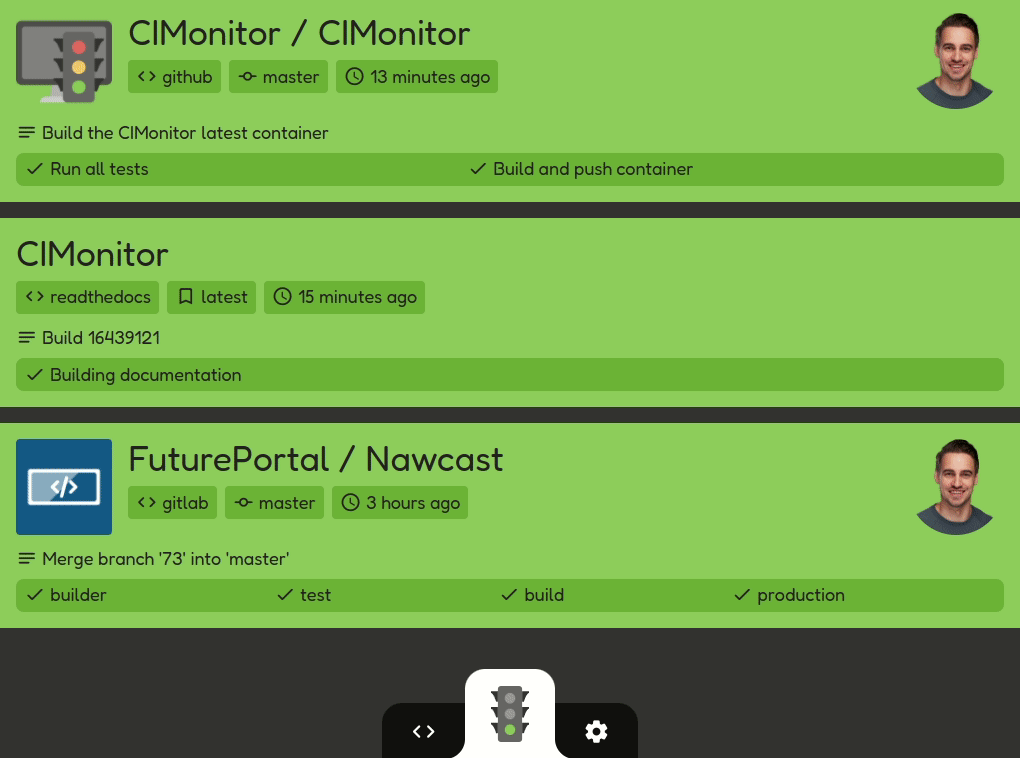 CIMonitor / CIMonitor
github master 13 minutes ago
Build the CIMonitor latest container
Run all tests Build and push container
CIMonitor
readthedocs latest 15 minutes ago
Build 16439121
Building documentation
FuturePortal / Nawcast
gitlab master 3 hours ago
Merge branch '73' into 'master'
builder test build production